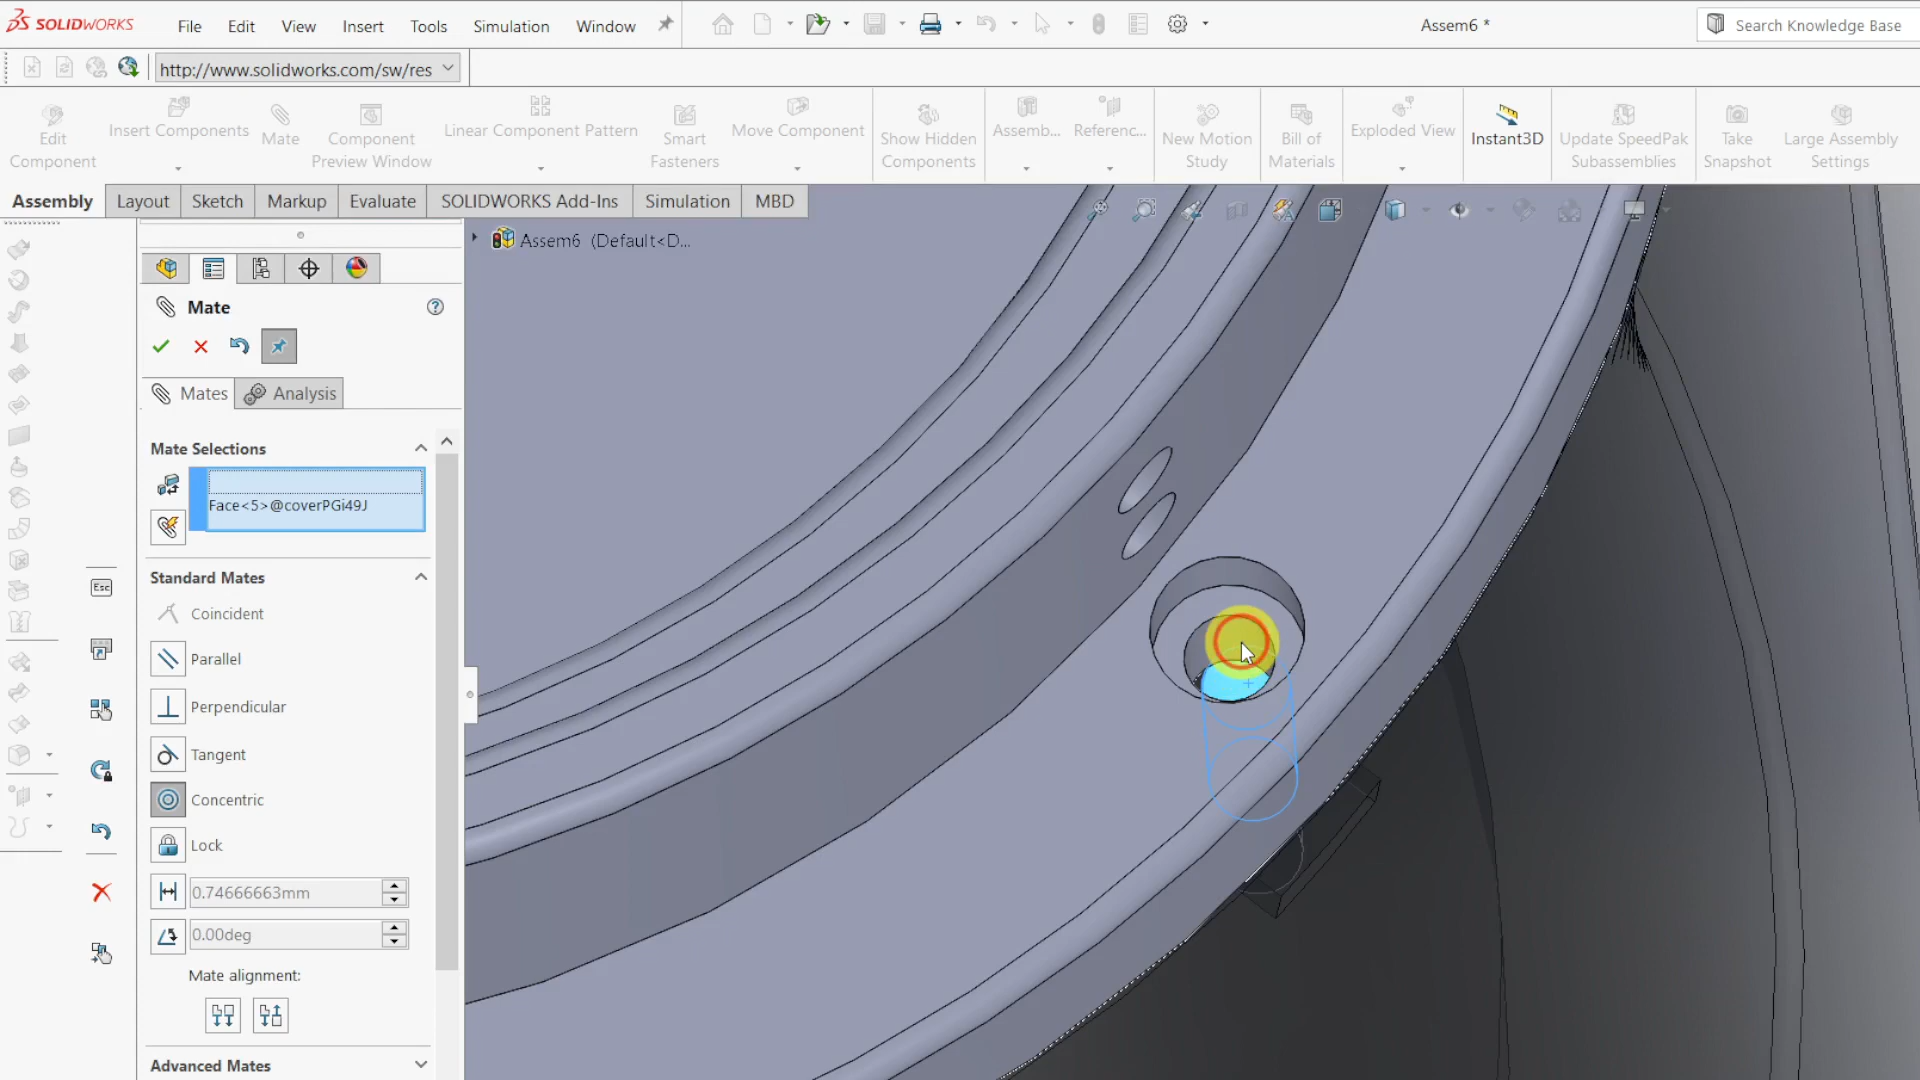 SOLIDWORKS File Edit View Insert Tools Simulation Window Assem6 * Search Knowledge Base
http://www.solidworks.com/sw/res
Edit Component
Insert Components
Mate
Component Preview Window
Linear Component Pattern
Smart Fasteners
Move Component
Show Hidden Components
Assemb...
Referenc...
New Motion Study
Bill of Materials
Exploded View
Instant3D
Update SpeedPak Subassemblies
Take Snapshot
Large Assembly Settings
Assembly Layout Sketch Markup Evaluate SOLIDWORKS Add-Ins Simulation MBD
Assem6 (Default<D...
Mate
Mates Analysis
Mate Selections
Face<5>@coverPGi49J
Standard Mates
Esc
Coincident
Parallel
Perpendicular
Tangent
Concentric
Lock
0.74666663mm
0.00deg
Mate alignment:
Advanced Mates